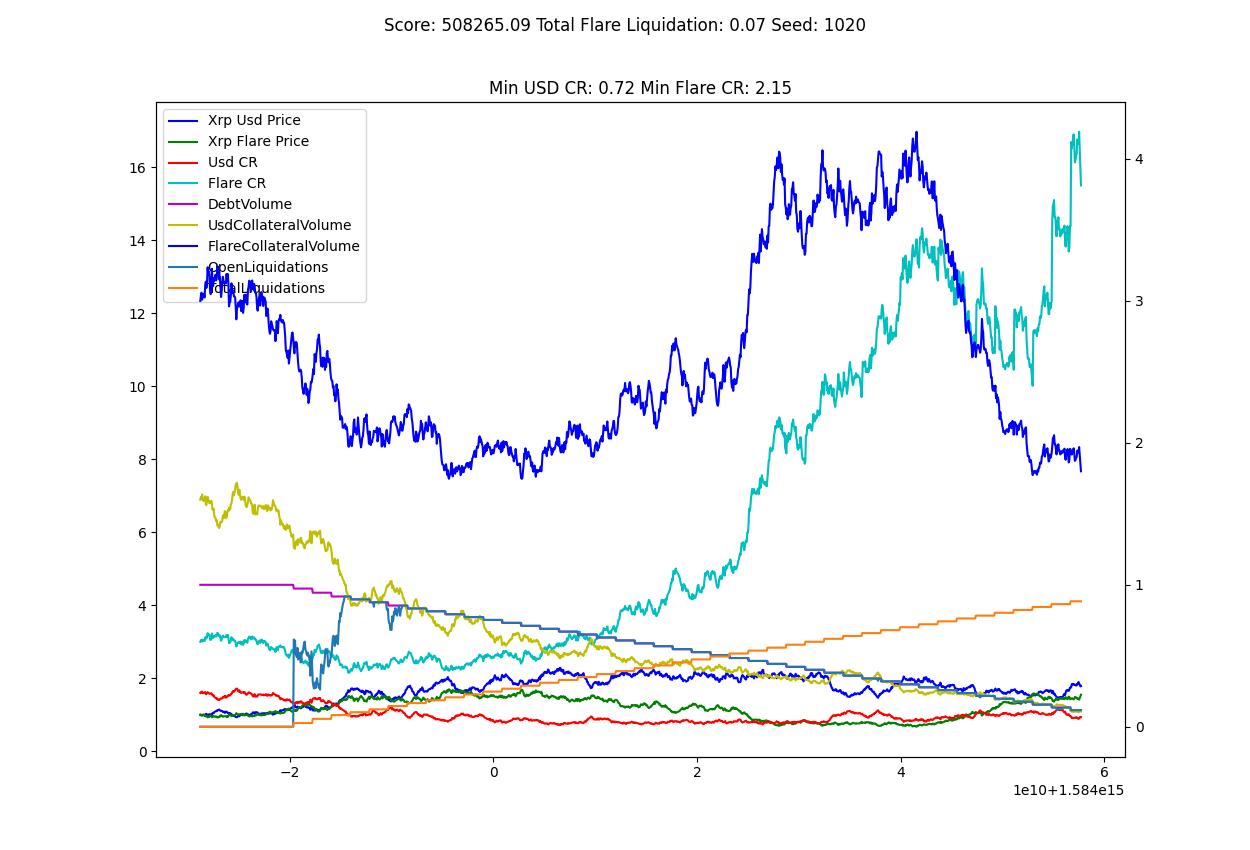 Score: 508265.09 Total Flare Liquidation: 0.07 Seed: 1020
Min USD CR: 0.72 Min Flare CR: 2.15
Xrp Usd Price
Xrp Flare Price
Usd CR
Flare CR
DebtVolume
UsdCollateralVolume
FlareCollateralVolume
OpenLiquidations
TotalLiquidations
16
14
12
10
8
6
4
2
0
4
3
2
1
0
−2
0
2
4
6
1e10+1.584e15